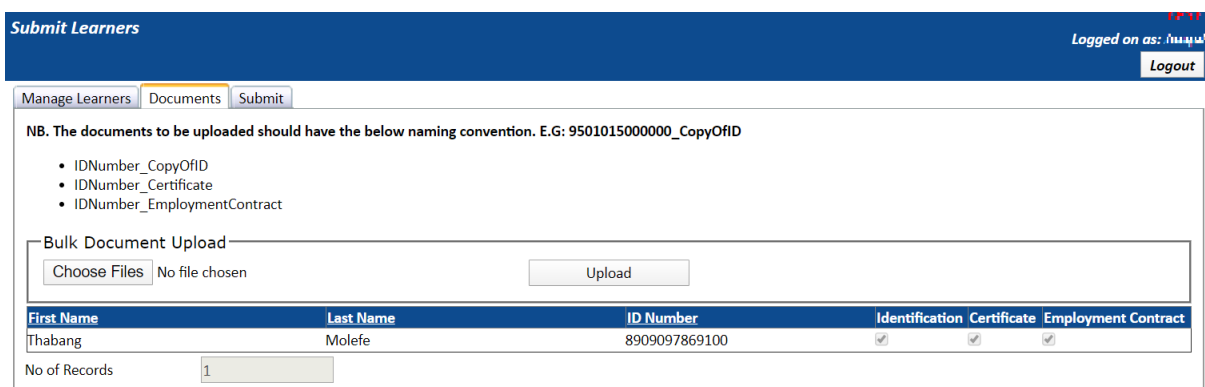 Submit Learners
Logged on as:
Logout
Manage Learners Documents Submit
NB. The documents to be uploaded should have the below naming convention. E.G: 9501015000000_CopyOfID
• IDNumber_CopyOfID
• IDNumber_Certificate
• IDNumber_EmploymentContract
Bulk Document Upload
Choose Files No file chosen Upload
First Name Last Name ID Number Identification Certificate Employment Contract
Thabang Molefe 8909097869100
No of Records 1